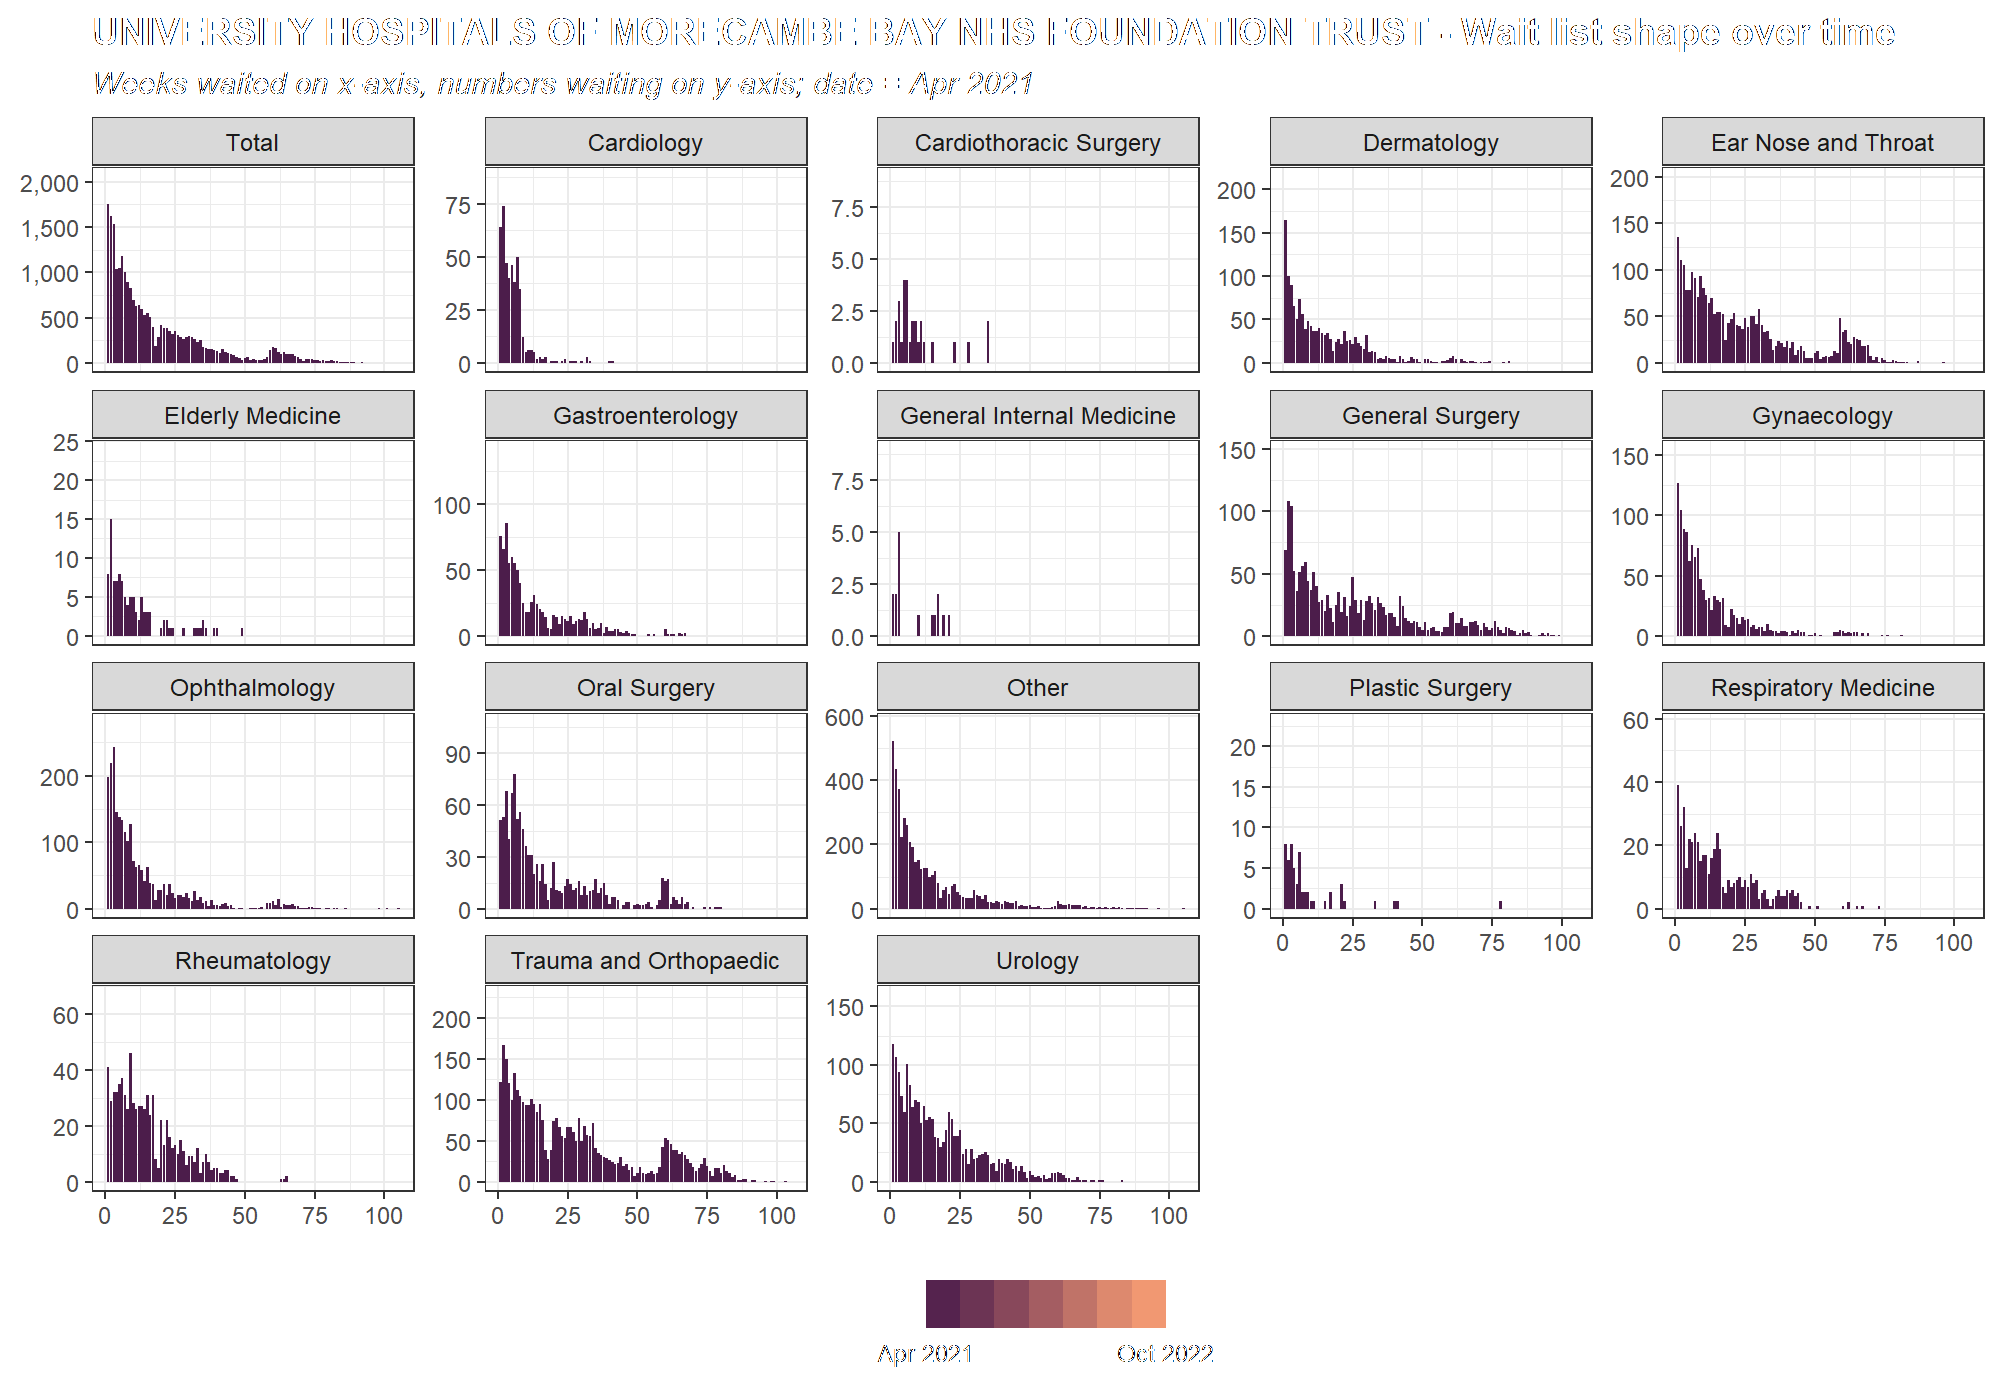 UNIVERSITY HOSPITALS OF MORECAMBE BAY NHS FOUNDATION TRUST - Wait list shape over time
Weeks waited on x-axis, numbers waiting on y-axis; date = Apr 2021
Total
Cardiology
Cardiothoracic Surgery
Dermatology
Ear Nose and Throat
2,000
1,500
1,000
500
0
75
50
25
0
7.5
5.0
2.5
0.0
200
150
100
50
0
200
150
100
50
0
Elderly Medicine
Gastroenterology
General Internal Medicine
General Surgery
Gynaecology
25
20
15
10
5
0
100
50
0
7.5
5.0
2.5
0.0
150
100
50
0
150
100
50
0
Ophthalmology
Oral Surgery
Other
Plastic Surgery
Respiratory Medicine
200
100
0
90
60
30
0
600
400
200
0
20
15
10
5
0
60
40
20
0
0 25 50 75 100
0 25 50 75 100
Rheumatology
Trauma and Orthopaedic
Urology
60
40
20
0
200
150
100
50
0
150
100
50
0
0 25 50 75 100
0 25 50 75 100
0 25 50 75 100
Apr 2021
Oct 2022